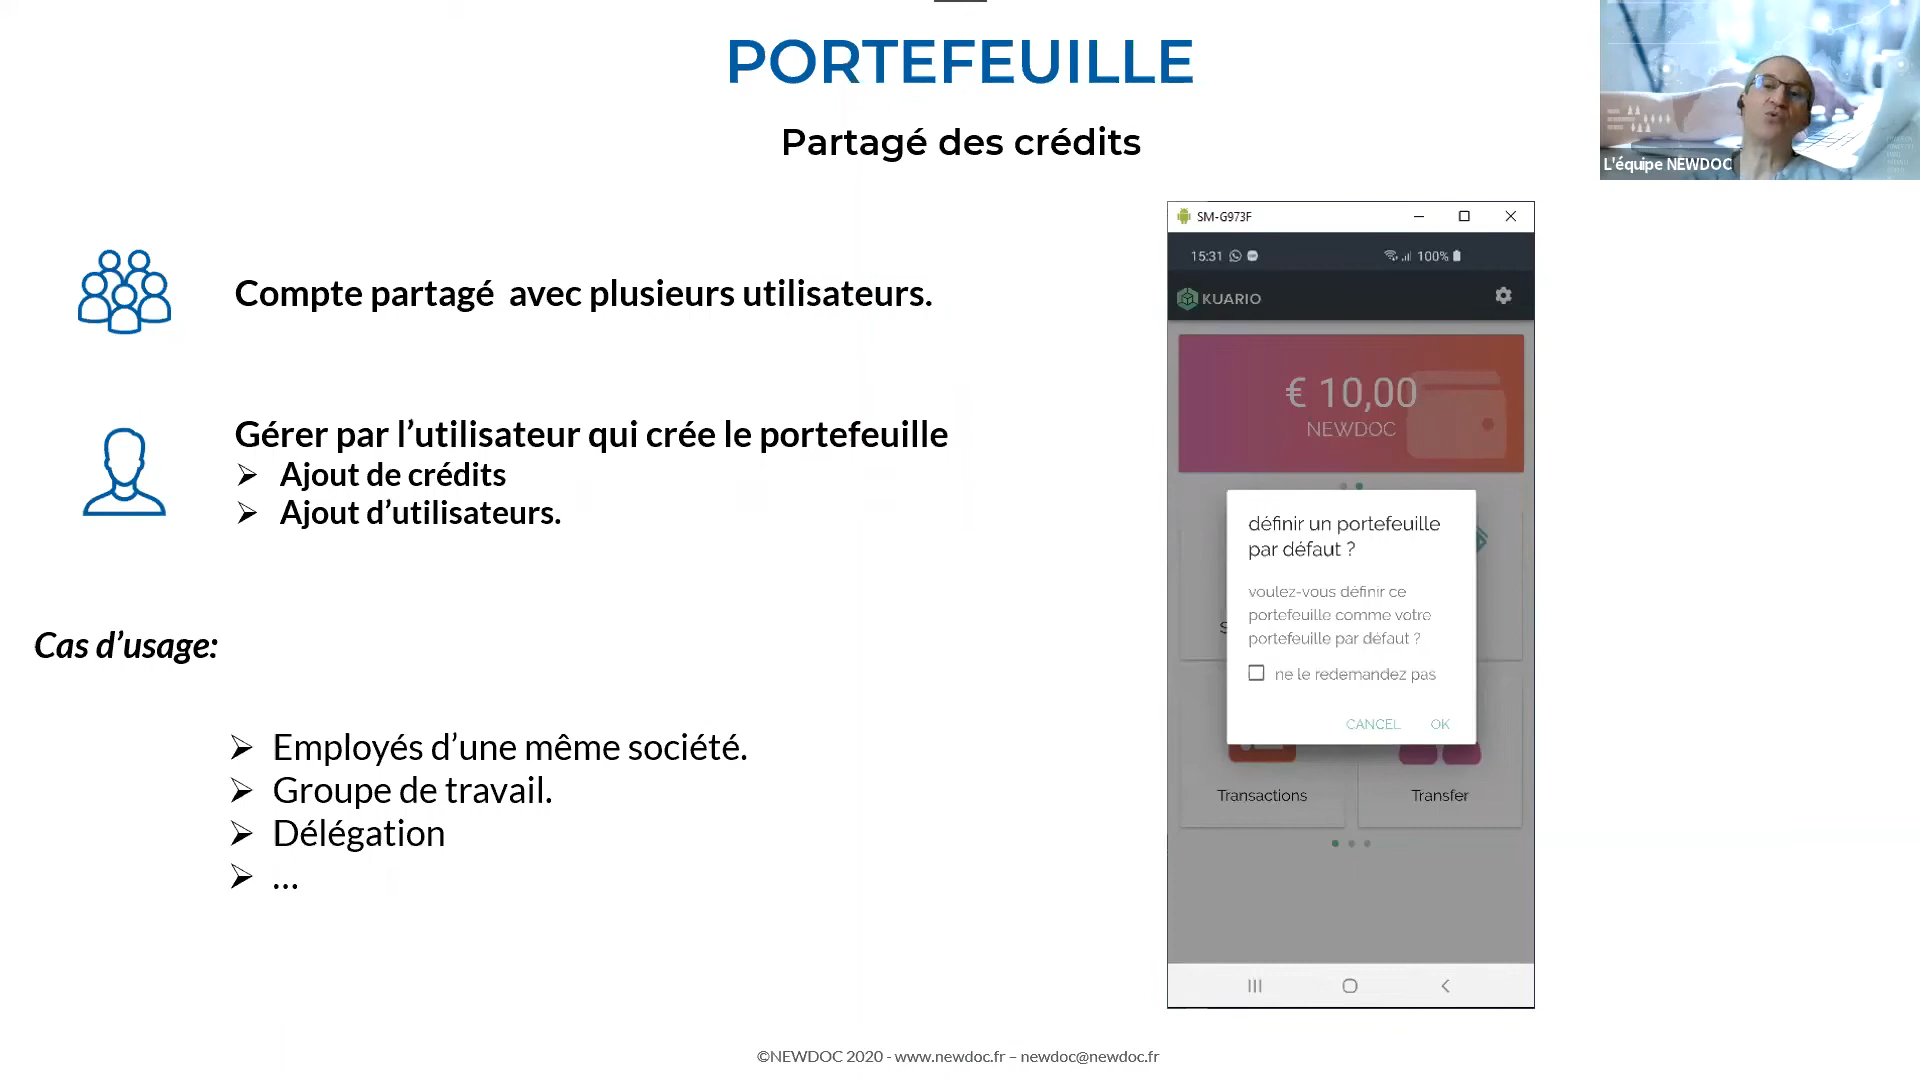 PORTEFEUILLE
Partagé des crédits
L'équipe NEWDOC
Compte partagé avec plusieurs utilisateurs.
Gérer par l’utilisateur qui crée le portefeuille
➢ Ajout de crédits
➢ Ajout d’utilisateurs.
Cas d’usage:
➢ Employés d’une même société.
➢ Groupe de travail.
➢ Délégation
➢ …
SM-G973F
15:31 100%
KUARIO
€ 10,00
NEWDOC
définir un portefeuille
par défaut ?
voulez-vous définir ce
portefeuille comme votre
portefeuille par défaut ?
ne le redemandez pas
CANCEL OK
Transactions Transfer
©NEWDOC 2020 - www.newdoc.fr – newdoc@newdoc.fr